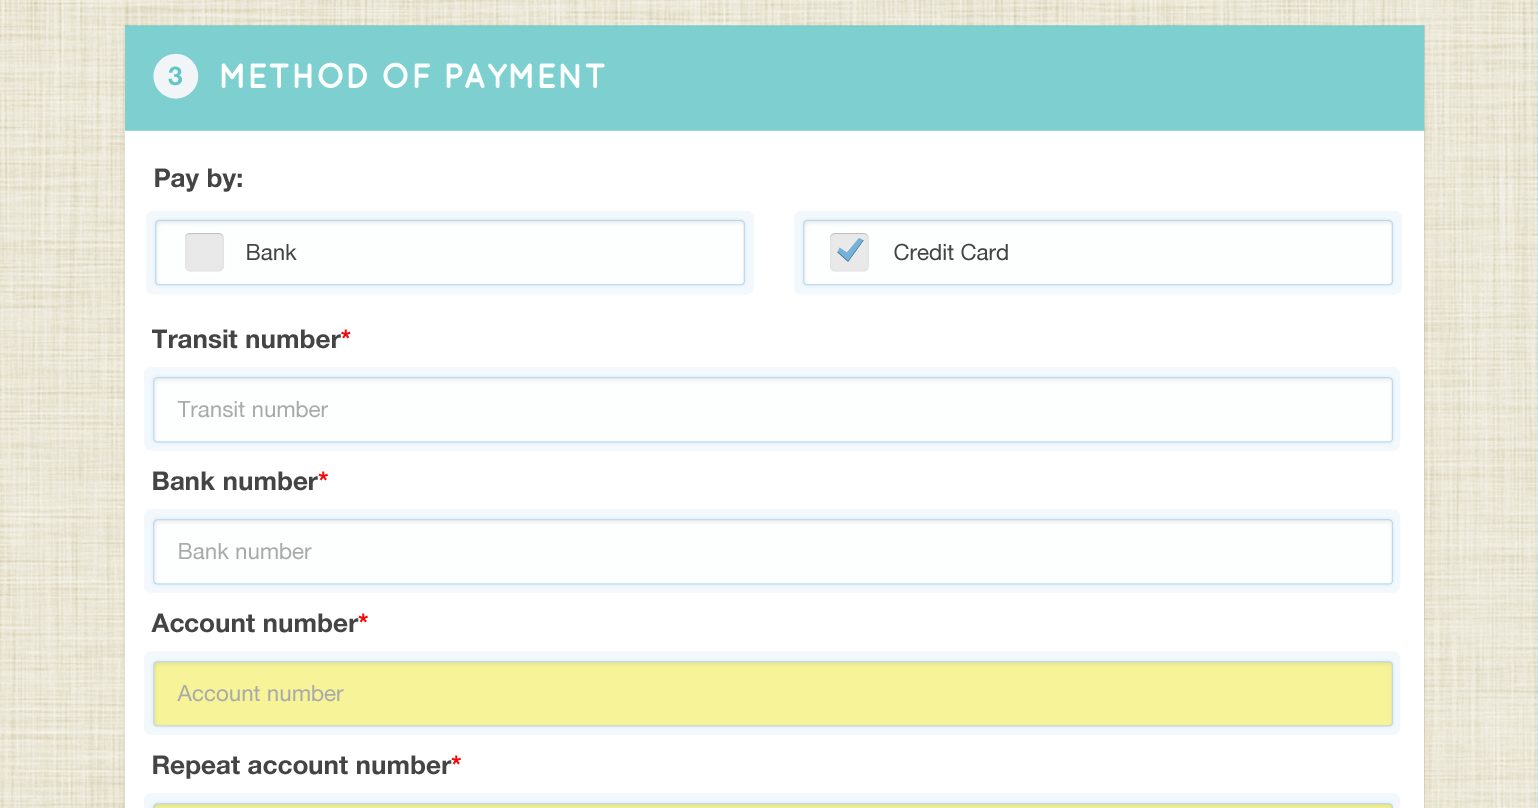 3 METHOD OF PAYMENT
Pay by:
Bank
Credit Card
Transit number*
Transit number
Bank number*
Bank number
Account number*
Account number
Repeat account number*